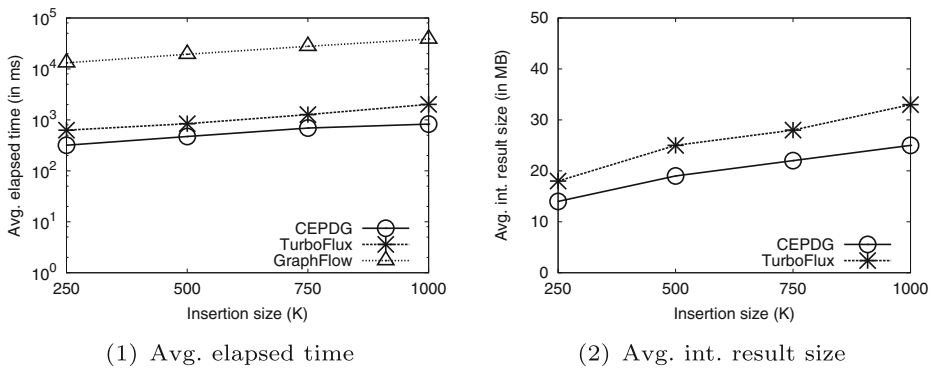 10^5
10^4
10^3
10^2
10^1
10^0
Avg. elapsed time (in ms)
CEPDG
TurboFlux
GraphFlow
250 500 750 1000
Insertion size (K)
(1) Avg. elapsed time
50
40
30
20
10
0
Avg. int. result size (in MB)
CEPDG
TurboFlux
250 500 750 1000
Insertion size (K)
(2) Avg. int. result size